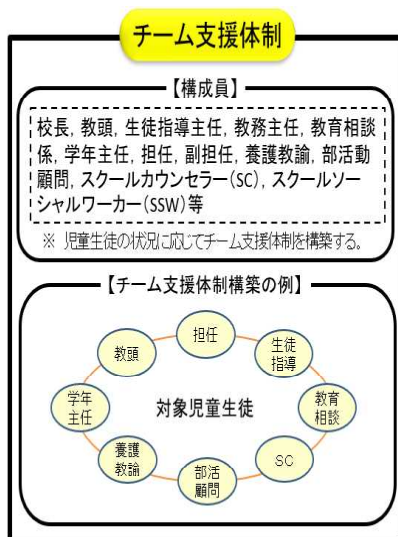 チーム支援体制
【構成員】
校長，教頭，生徒指導主任，教務主任，教育相談
係，学年主任，担任，副担任，養護教諭，部活動
顧問，スクールカウンセラー(SC)，スクールソー
シャルワーカー(SSW)等
※ 児童生徒の状況に応じてチーム支援体制を構築する。
【チーム支援体制構築の例】
担任
教頭
生徒
指導
学年
主任
対象児童生徒
教育
相談
養護
教諭
SC
部活
顧問